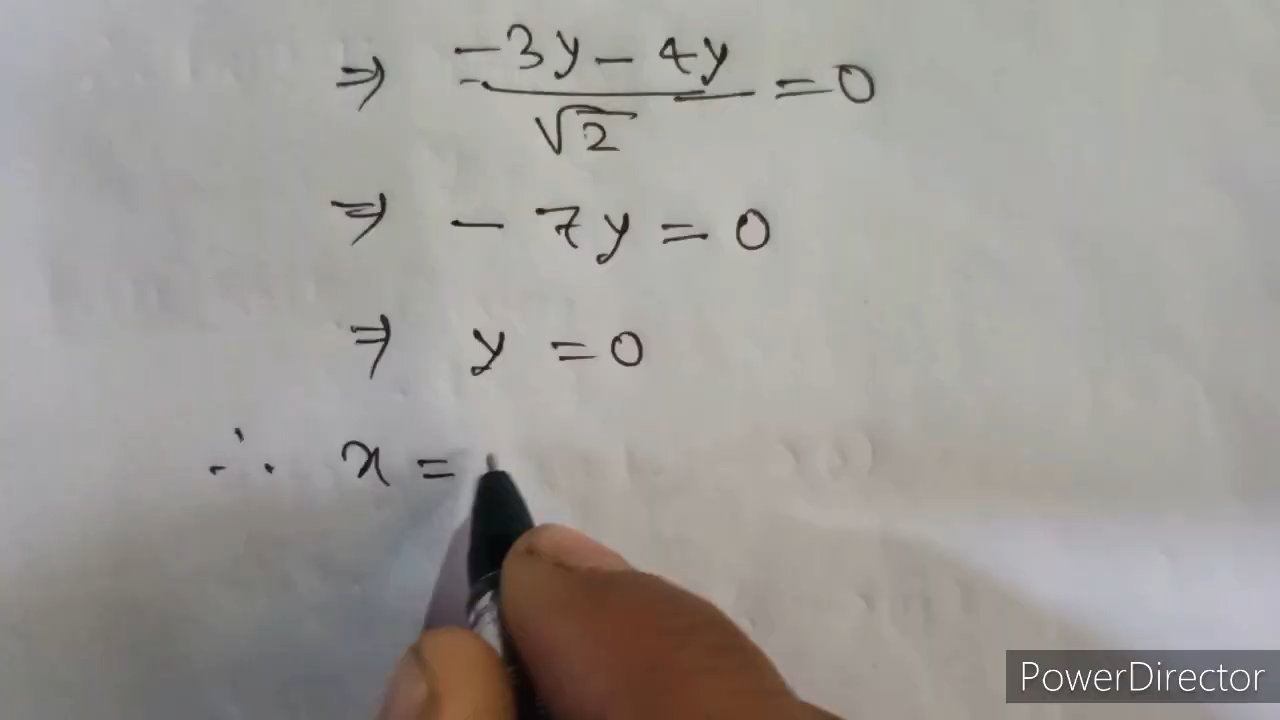 ⇒ (-3y - 4y)/√2 = 0
⇒ - 7y = 0
⇒ y = 0
∴ x =
PowerDirector